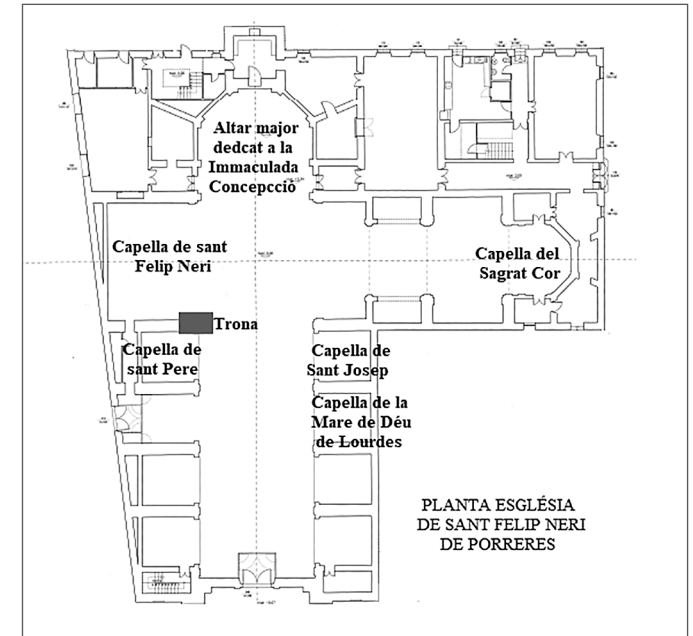 Altar major
dedcat a la
Immaculada
Concepcció
Capella de sant
Felip Neri
Capella del
Sagrat Cor
Trona
Capella de
sant Pere
Capella de
Sant Josep
Capella de la
Mare de Déu
de Lourdes
PLANTA ESGLÉSIA
DE SANT FELIP NERI
DE PORRERES